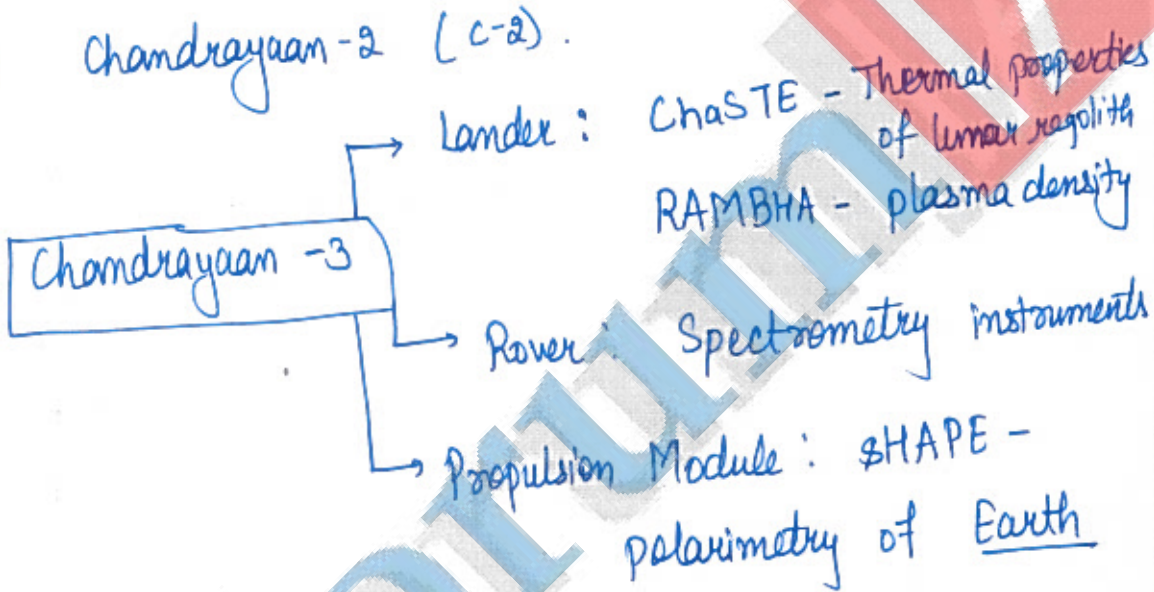 Chandrayaan -2 (C-2).
Lander : ChaSTE - Thermal properties
of lunar regolith
RAMBHA - plasma density
Chandrayaan -3
Rover : Spectrometry instruments
Propulsion Module : SHAPE -
polarimetry of Earth
orum